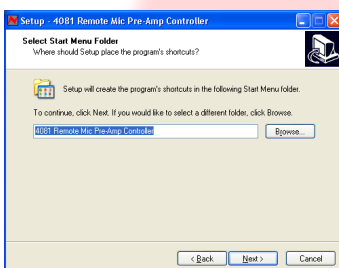 Setup - 4081 Remote Mic Pre-Amp Controller
Select Start Menu Folder
Where should Setup place the program's shortcuts?
Setup will create the program's shortcuts in the following Start Menu folder.
To continue, click Next. If you would like to select a different folder, click Browse.
4081 Remote Mic Pre-Amp Controller
Browse...
< Back
Next >
Cancel